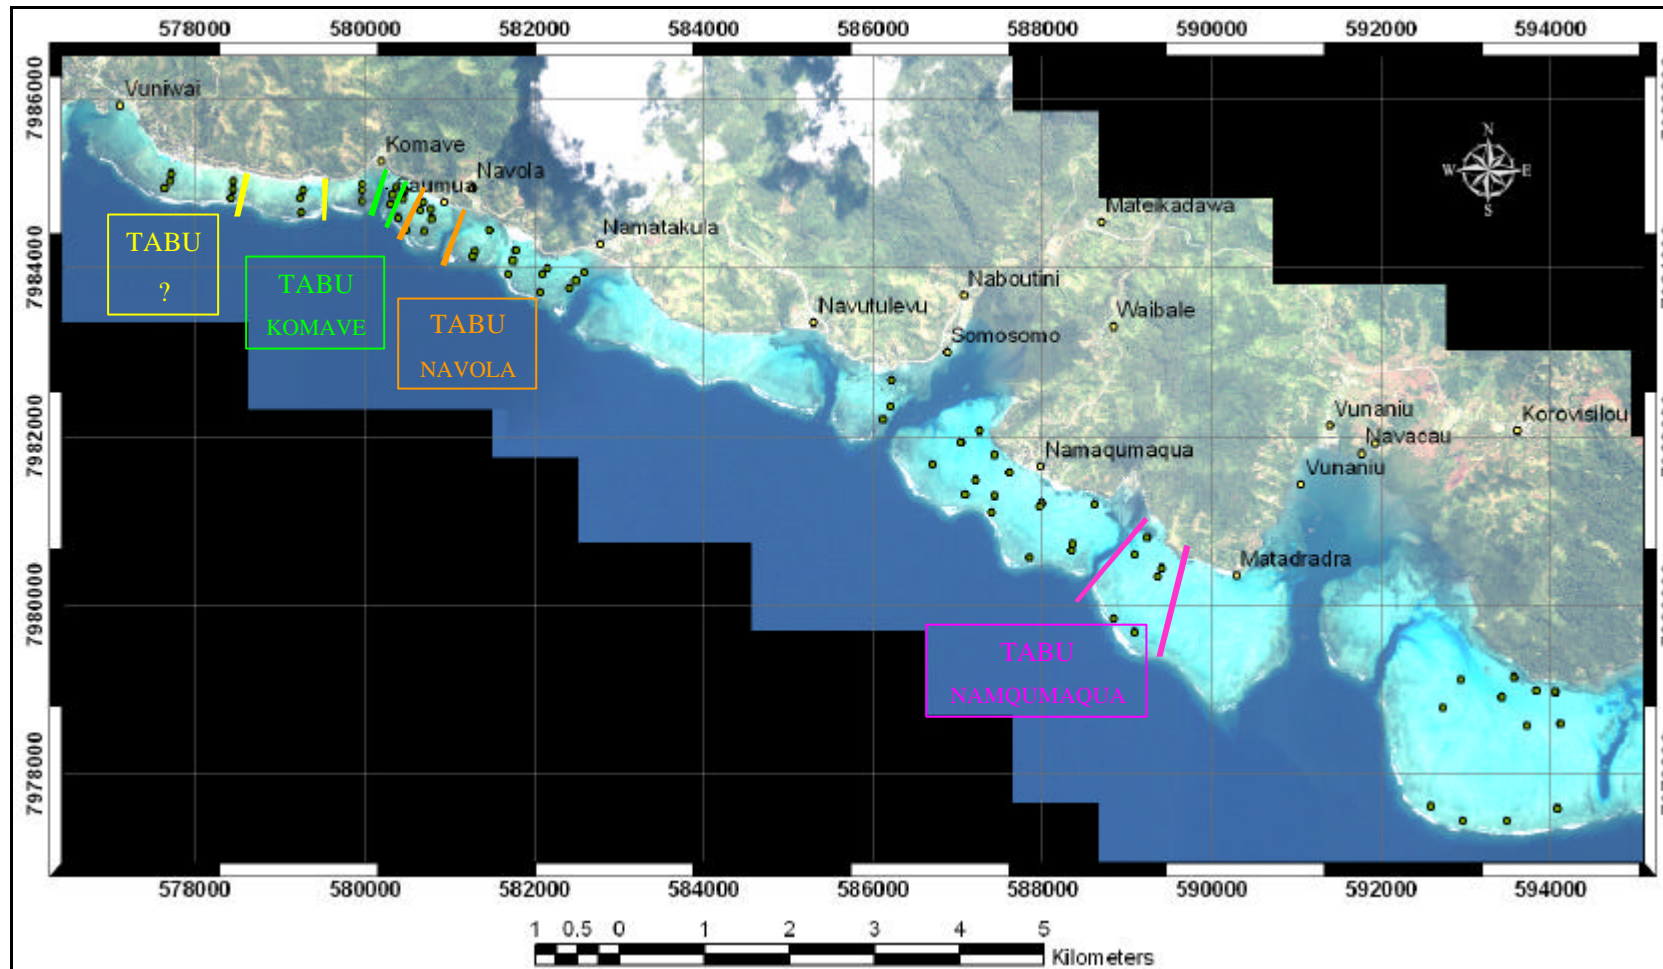 578000 580000 582000 584000 586000 588000 590000 592000 594000
7986000
7984000
7982000
7980000
7978000
Vuniwai
Komave
Navola
Namatakula
Mateikadawa
Naboutini
Navutulevu
Waibale
Somosomo
Vunaniu
Korovisilou
Navacau
Vunaniu
Namaqumaqua
Matadradra
N
W E
S
TABU
?
TABU
KOMAVE
TABU
NAVOLA
TABU
NAMQUMAQUA
578000 580000 582000 584000 586000 588000 590000 592000 594000
1 0.5 0 1 2 3 4 5
Kilometers